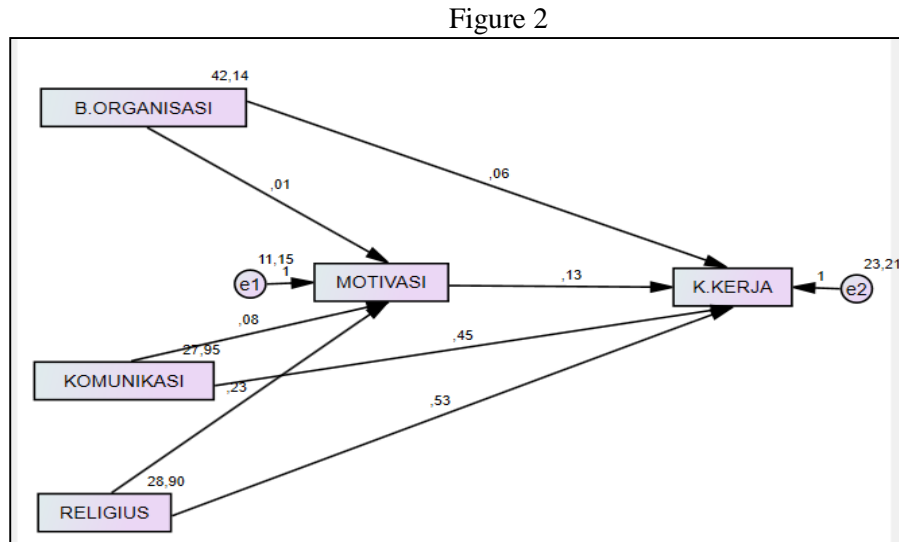 Figure 2
42,14
B.ORGANISASI
,06
,01
11,15
1
e1
MOTIVASI
,13
K.KERJA
1
e2
23,21
,08
27,95
,45
KOMUNIKASI
,23
,53
28,90
RELIGIUS